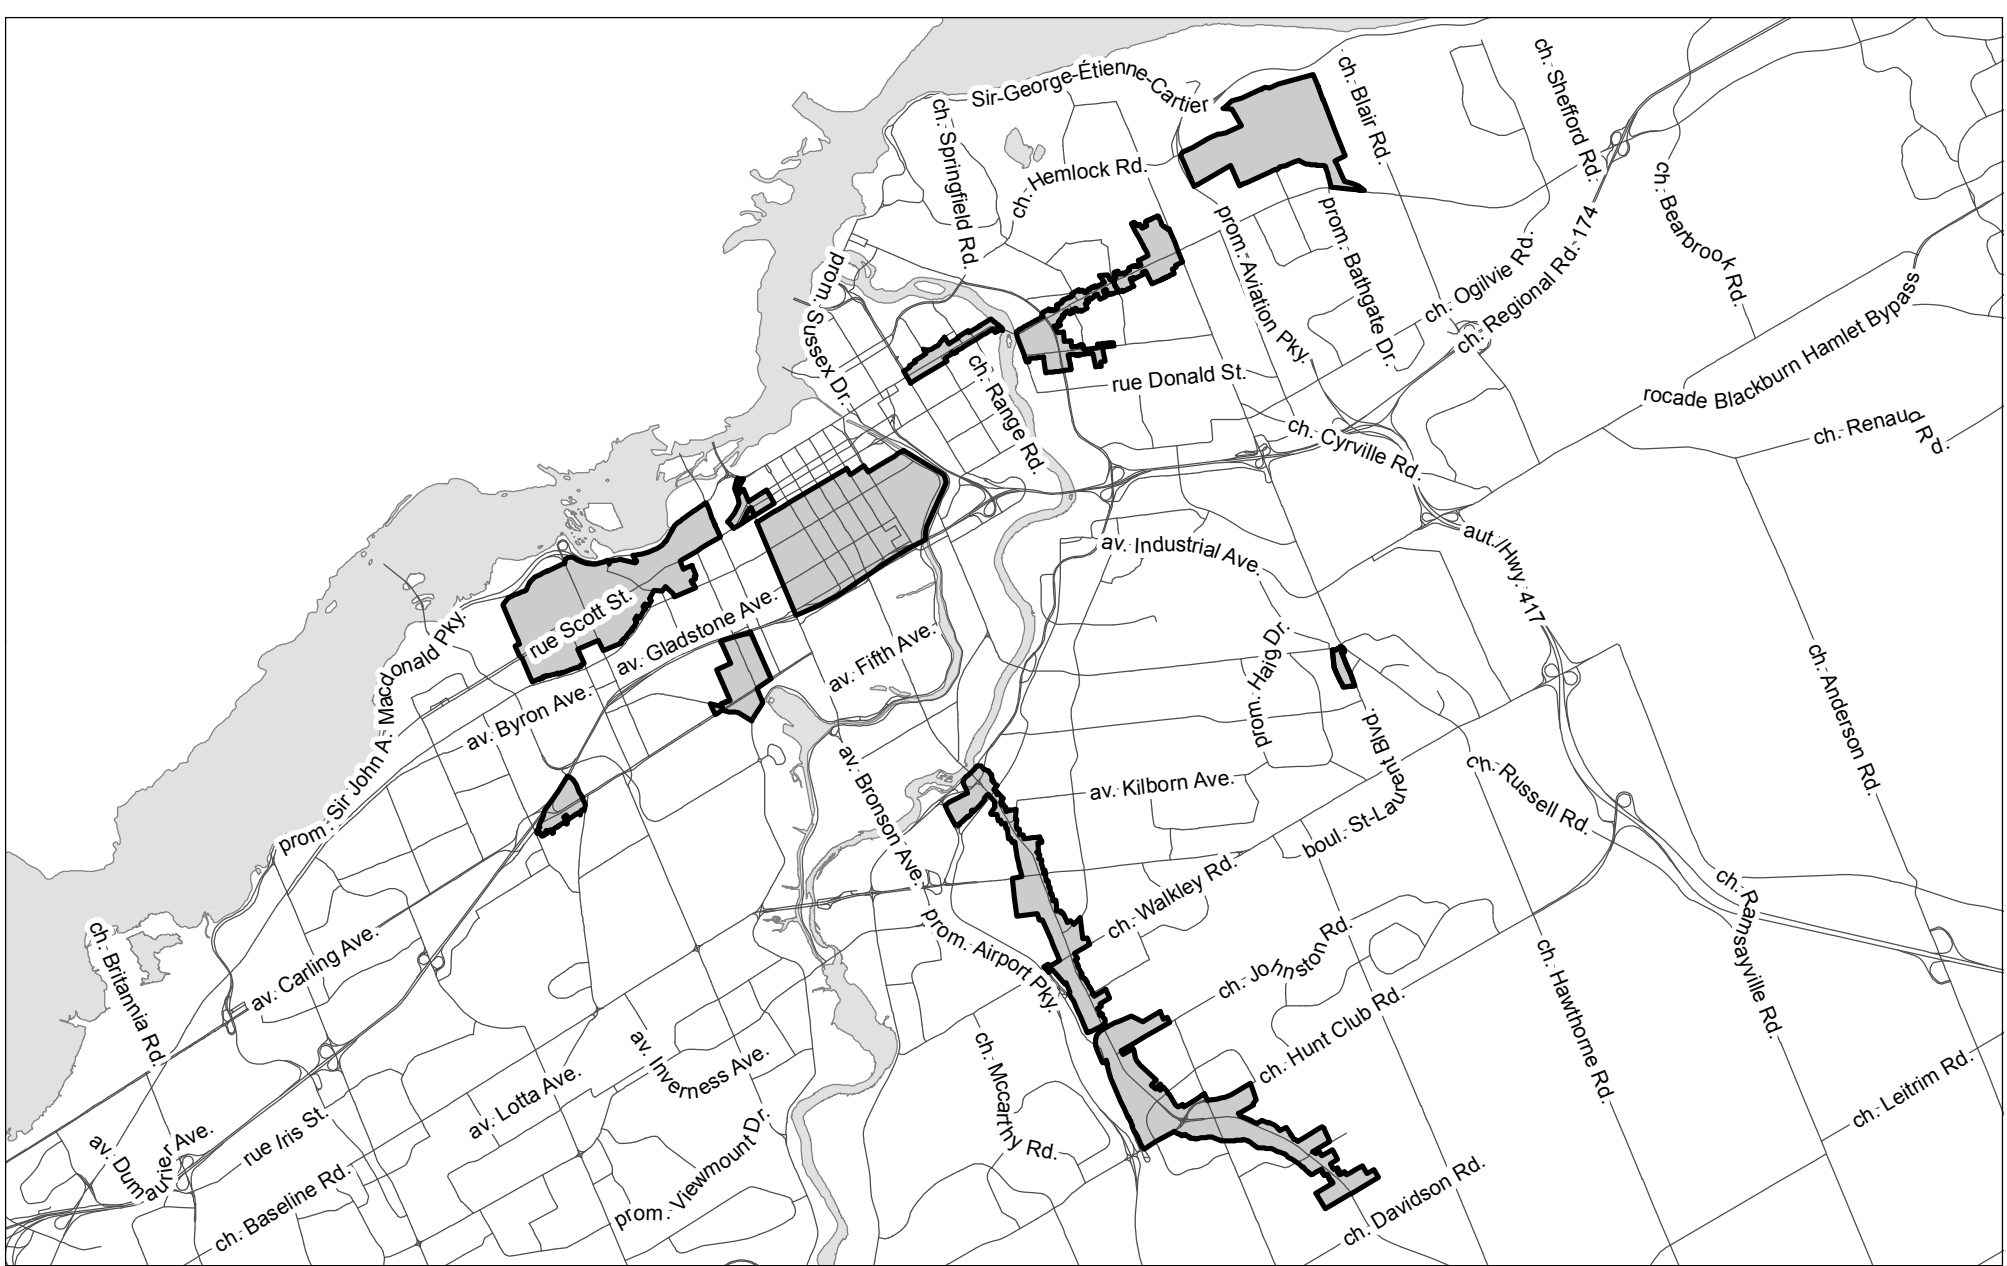 Sir-George-Étienne-Cartier
ch. Blair Rd.
ch. Shefford Rd.
ch. Springfield Rd.
ch. Hemlock Rd.
ch. Bearbrook Rd.
prom. Aviation Pky.
prom. Bathgate Dr.
ch. Ogilvie Rd.
ch. Regional Rd. 174
prom. Sussex Dr.
ch. Range Rd.
rue Donald St.
rocade Blackburn Hamlet Bypass
ch. Renaud Rd.
ch. Cyrville Rd.
av. Industrial Ave.
aut./Hwy. 417
rue Scott St.
av. Gladstone Ave.
av. Fifth Ave.
av. Byron Ave.
prom. Sir John A. Macdonald Pky.
prom. Haig Dr.
boul. St-Laurent Blvd.
ch. Anderson Rd.
ch. Russell Rd.
av. Kilborn Ave.
av. Bronson Ave.
ch. Walkley Rd.
ch. Ramsayville Rd.
prom. Airport Pky.
ch. Johnston Rd.
ch. Hunt Club Rd.
ch. Hawthorne Rd.
ch. Britannia Rd.
av. Carling Ave.
av. Inverness Ave.
av. Lotta Ave.
ch. Mccarthy Rd.
ch. Leitrim Rd.
av. Dumaurier Ave.
rue Iris St.
ch. Baseline Rd.
prom. Viewmount Dr.
ch. Davidson Rd.